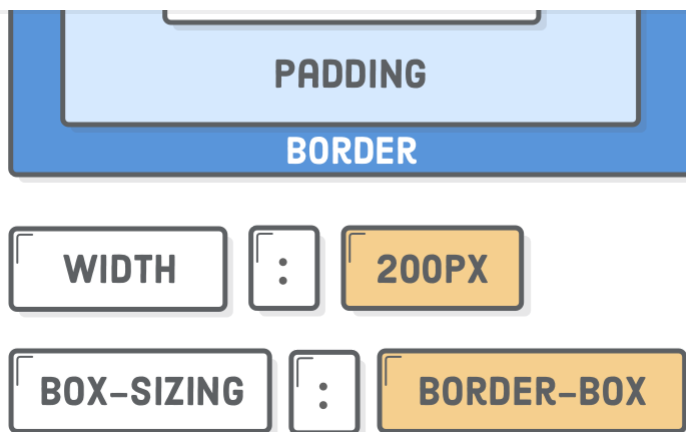 PADDING
BORDER
WIDTH : 200PX
BOX-SIZING : BORDER-BOX